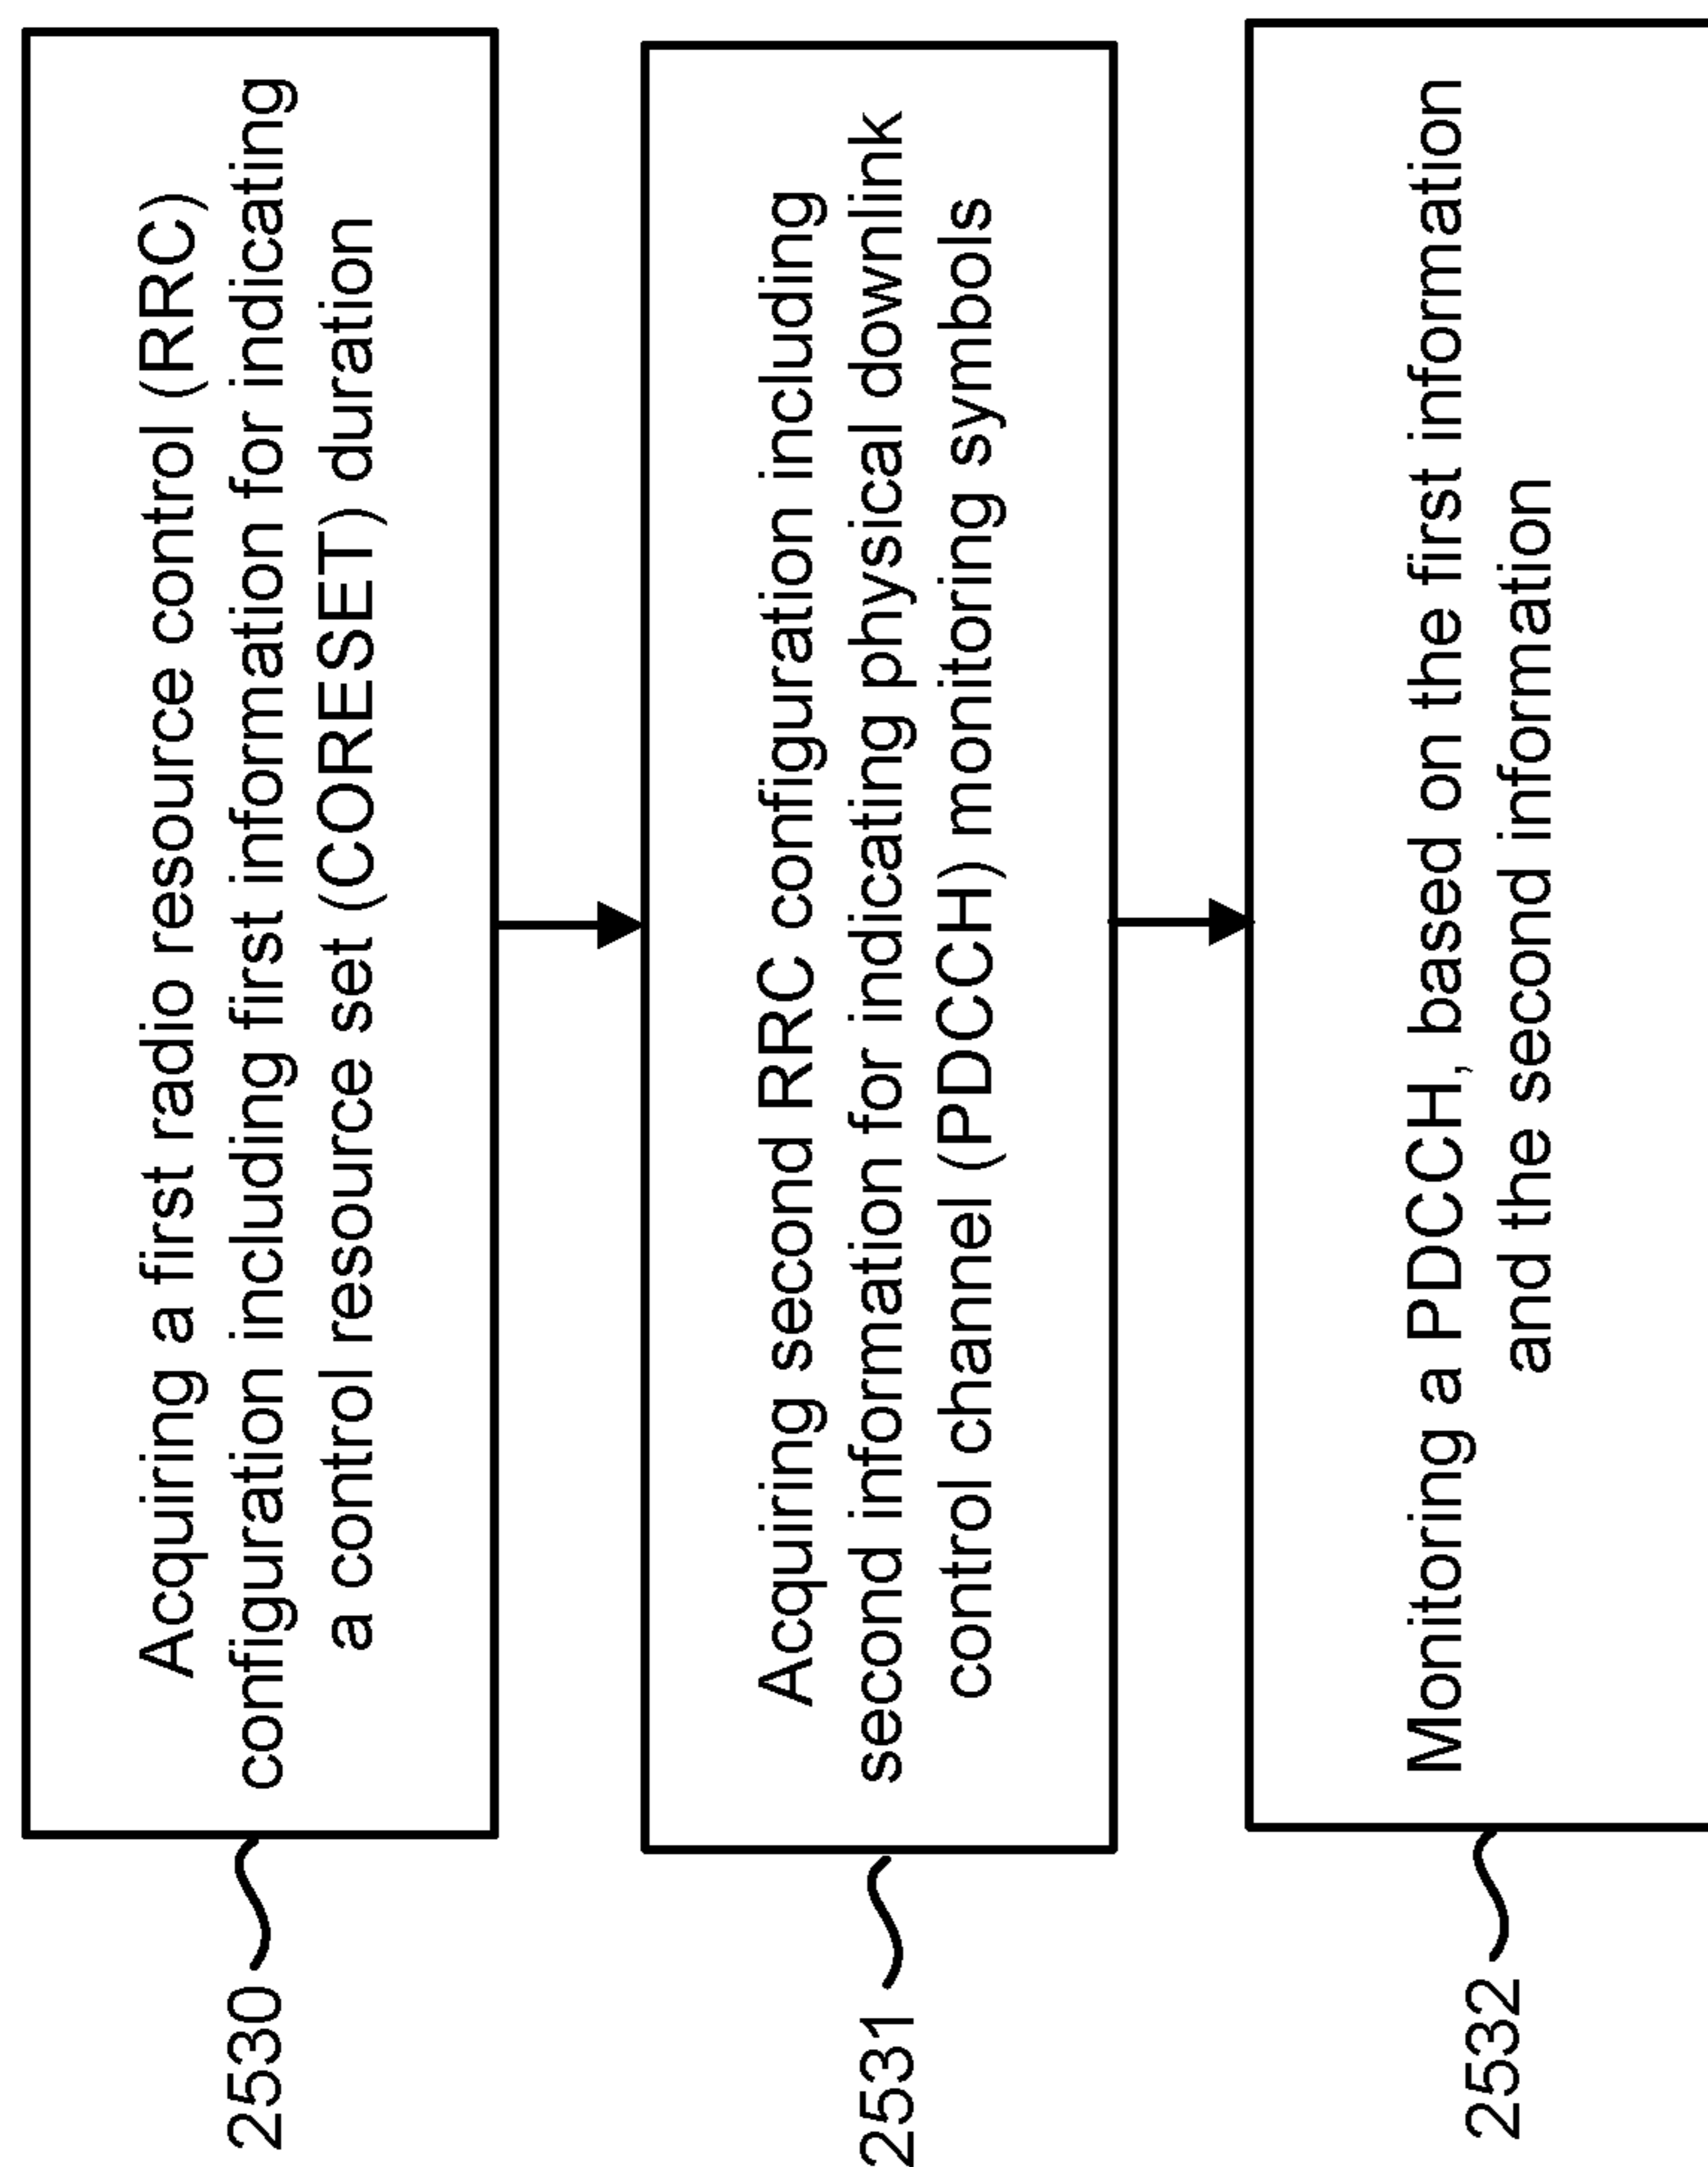 Acquiring a first radio resource control (RRC)
configuration including first information for indicating
a control resource set (CORESET) duration
2530
Acquiring second RRC configuration including
second information for indicating physical downlink
control channel (PDCCH) monitoring symbols
2531
Monitoring a PDCCH, based on the first information
and the second information
2532